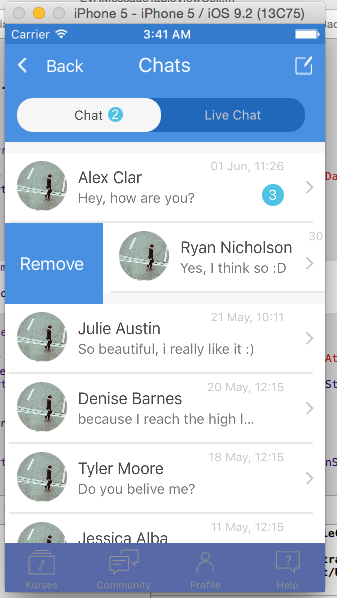 iPhone 5 - iPhone 5 / iOS 9.2 (13C75)
Carrier 3:41 AM
Back Chats
Chat 2 Live Chat
01 Jun, 11:26
Alex Clar
Hey, how are you? 3
30
Remove Ryan Nicholson
Yes, I think so :D
21 May, 10:11
Julie Austin
So beautiful, i really like it :)
20 May, 12:15
Denise Barnes
because I reach the high l...
18 May, 12:15
Tyler Moore
Do you belive me?
11 May, 12:15
Jessica Alba
Kurses Community Profile Help